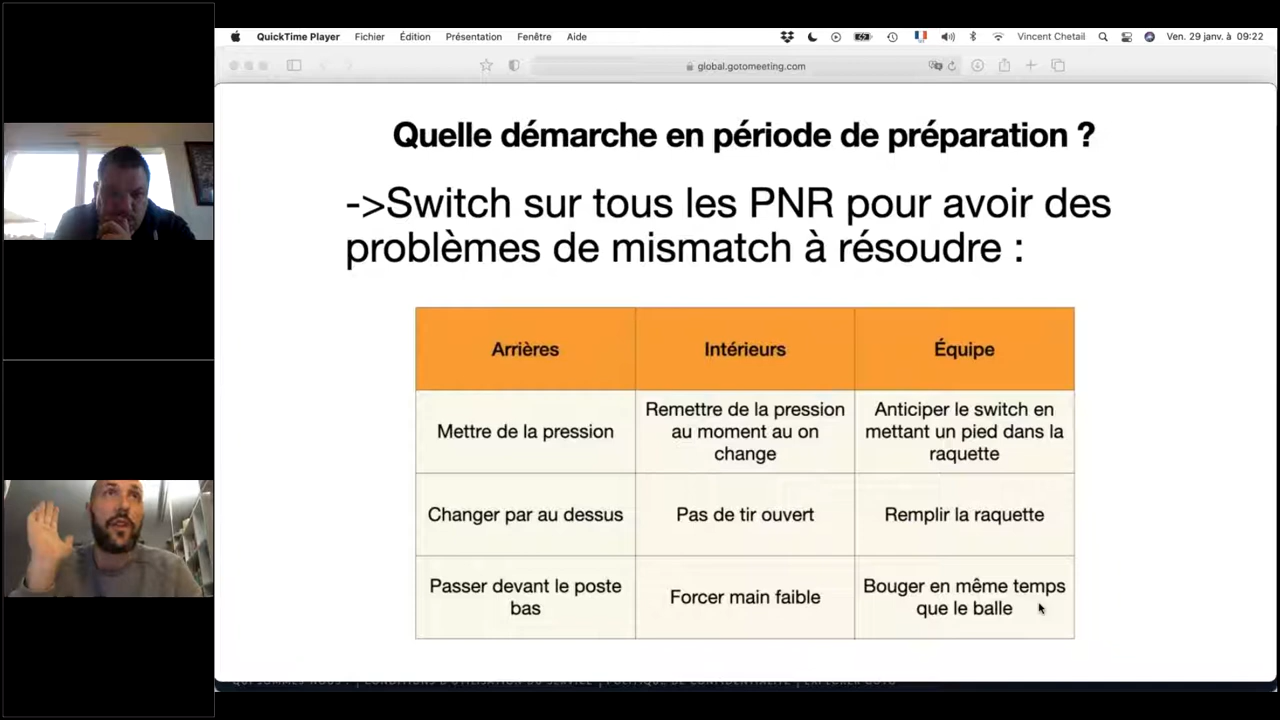 QuickTime Player Fichier Édition Présentation Fenêtre Aide Vincent Chetail Ven. 29 janv. à 09:22
global.gotomeeting.com
Quelle démarche en période de préparation ?
->Switch sur tous les PNR pour avoir des
problèmes de mismatch à résoudre :
Arrières Intérieurs Équipe
Mettre de la pression
Remettre de la pression
au moment au on
change
Anticiper le switch en
mettant un pied dans la
raquette
Changer par au dessus
Pas de tir ouvert
Remplir la raquette
Passer devant le poste
bas
Forcer main faible
Bouger en même temps
que le balle